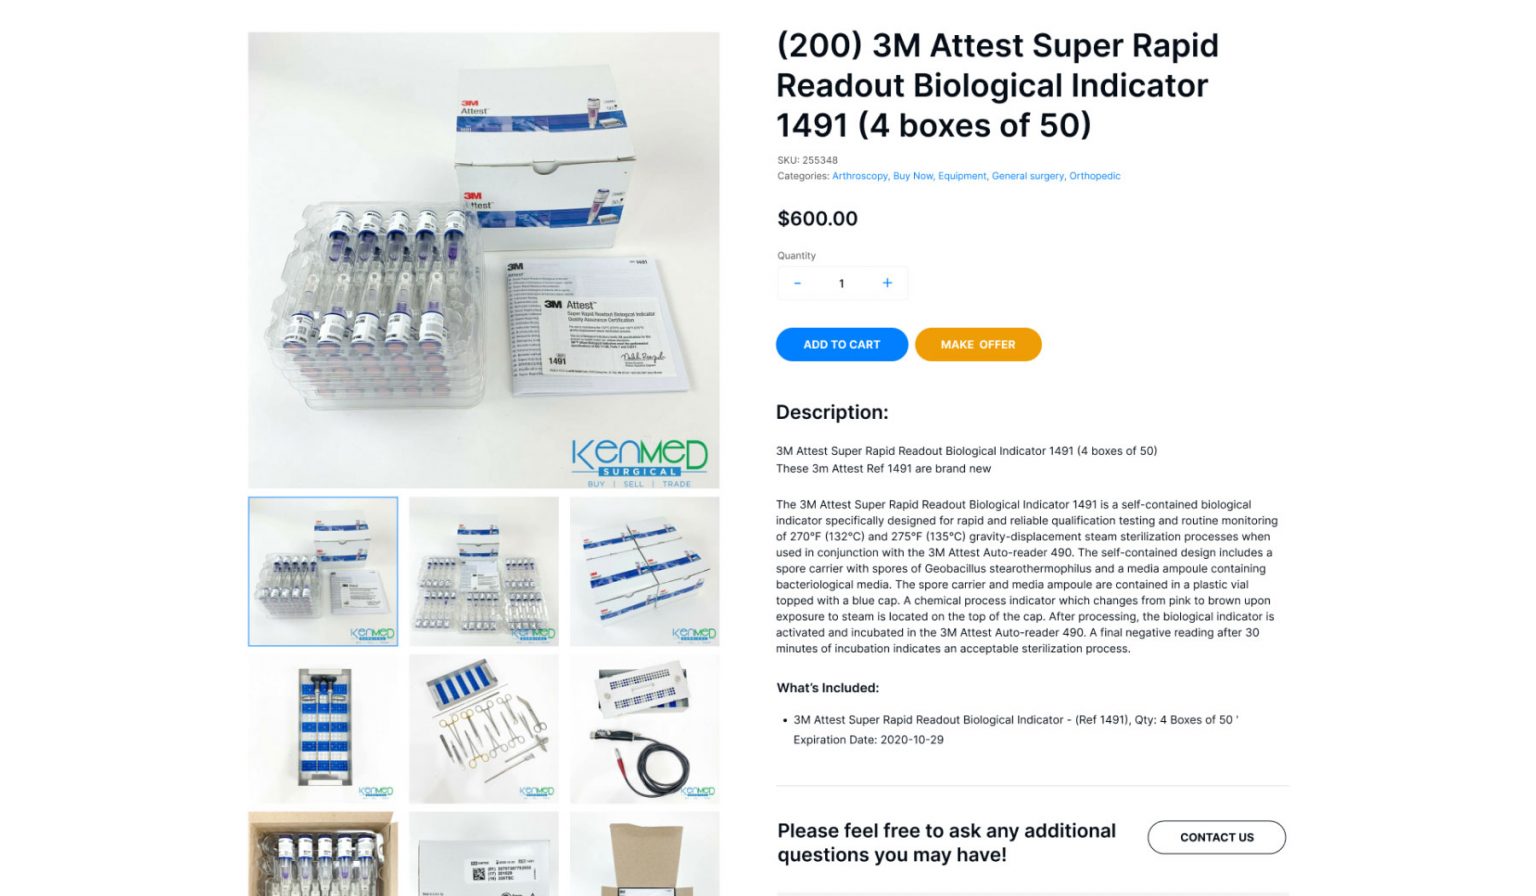 (200) 3M Attest Super Rapid
Readout Biological Indicator
1491 (4 boxes of 50)
SKU: 255348
Categories: Arthroscopy, Buy Now, Equipment, General surgery, Orthopedic
$600.00
Quantity
- 1 +
ADD TO CART
MAKE OFFER
Description:
3M Attest Super Rapid Readout Biological Indicator 1491 (4 boxes of 50)
These 3m Attest Ref 1491 are brand new
The 3M Attest Super Rapid Readout Biological Indicator 1491 is a self-contained biological
indicator specifically designed for rapid and reliable qualification testing and routine monitoring
of 270°F (132°C) and 275°F (135°C) gravity-displacement steam sterilization processes when
used in conjunction with the 3M Attest Auto-reader 490. The self-contained design includes a
spore carrier with spores of Geobacillus stearothermophilus and a media ampoule containing
bacteriological media. The spore carrier and media ampoule are contained in a plastic vial
topped with a blue cap. A chemical process indicator which changes from pink to brown upon
exposure to steam is located on the top of the cap. After processing, the biological indicator is
activated and incubated in the 3M Attest Auto-reader 490. A final negative reading after 30
minutes of incubation indicates an acceptable sterilization process.
What's Included:
• 3M Attest Super Rapid Readout Biological Indicator - (Ref 1491), Qty: 4 Boxes of 50 '
Expiration Date: 2020-10-29
Please feel free to ask any additional
questions you may have!
CONTACT US
3M
Attest™
3M
Attest™
3M
1491
3M Attest™
Super Rapid Readout Biological Indicator
Quality Assurance Certification
1491
KENMED
SURGICAL
BUY | SELL | TRADE
KENMED
KENMED
KENMED
KENMED
KENMED
KENMED